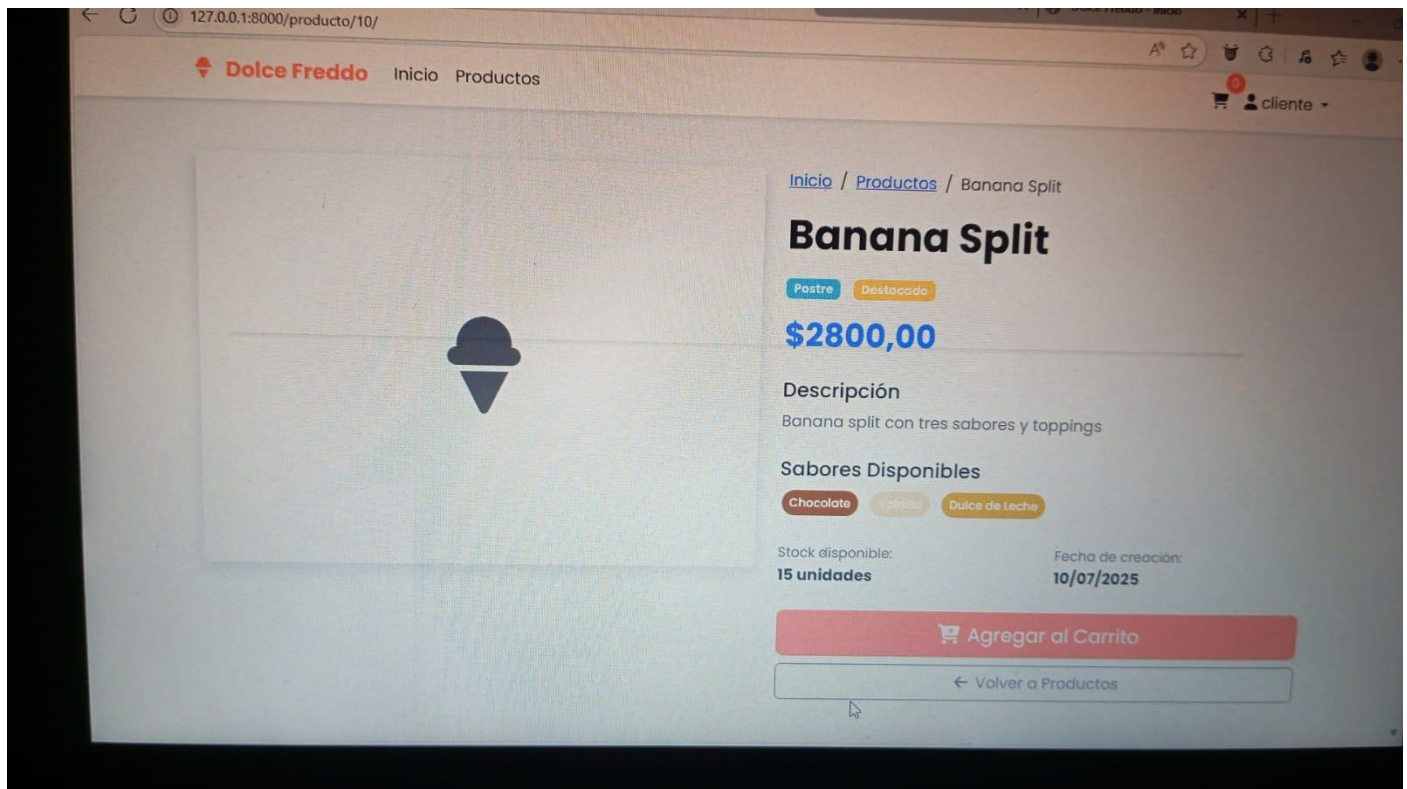 127.0.0.1:8000/producto/10/
Dolce Freddo Inicio Productos
0
cliente
Inicio / Productos / Banana Split
Banana Split
Postre Destacado
$2800,00
Descripción
Banana split con tres sabores y toppings
Sabores Disponibles
Chocolate Vainilla Dulce de Leche
Stock disponible: Fecha de creación:
15 unidades 10/07/2025
Agregar al Carrito
← Volver a Productos